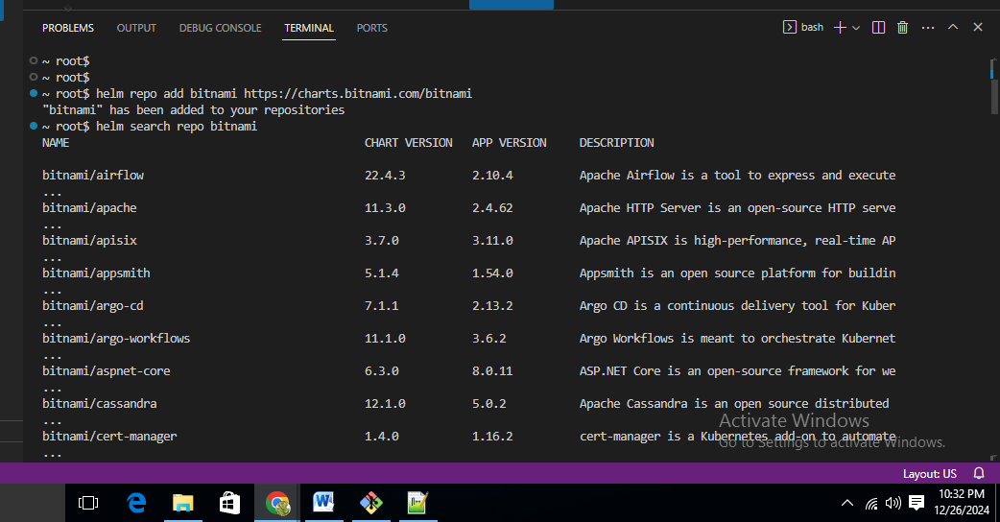 PROBLEMS OUTPUT DEBUG CONSOLE TERMINAL PORTS bash
~ root$
~ root$
~ root$ helm repo add bitnami https://charts.bitnami.com/bitnami
"bitnami" has been added to your repositories
~ root$ helm search repo bitnami
NAME CHART VERSION APP VERSION DESCRIPTION
bitnami/airflow 22.4.3 2.10.4 Apache Airflow is a tool to express and execute
...
bitnami/apache 11.3.0 2.4.62 Apache HTTP Server is an open-source HTTP serve
...
bitnami/apisix 3.7.0 3.11.0 Apache APISIX is high-performance, real-time AP
...
bitnami/appsmith 5.1.4 1.54.0 Appsmith is an open source platform for buildin
...
bitnami/argo-cd 7.1.1 2.13.2 Argo CD is a continuous delivery tool for Kuber
...
bitnami/argo-workflows 11.1.0 3.6.2 Argo Workflows is meant to orchestrate Kubernet
...
bitnami/aspnet-core 6.3.0 8.0.11 ASP.NET Core is an open-source framework for we
...
bitnami/cassandra 12.1.0 5.0.2 Apache Cassandra is an open source distributed
...
Activate Windows
bitnami/cert-manager 1.4.0 1.16.2 cert-manager is a Kubernetes add-on to automate
Go to Settings to activate Windows.
...
Layout: US
10:32 PM
12/26/2024